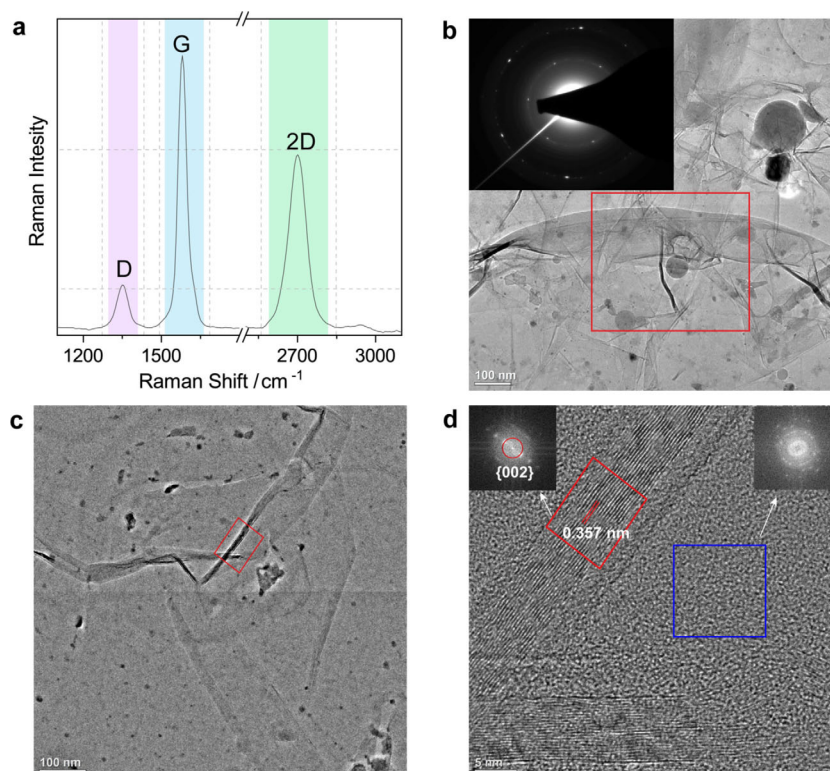 a
G
2D
D
Raman Intesity
1200
1500
2700
3000
Raman Shift /cm⁻¹
b
100 nm
c
100 nm
d
{002}
0.357 nm
5 nm